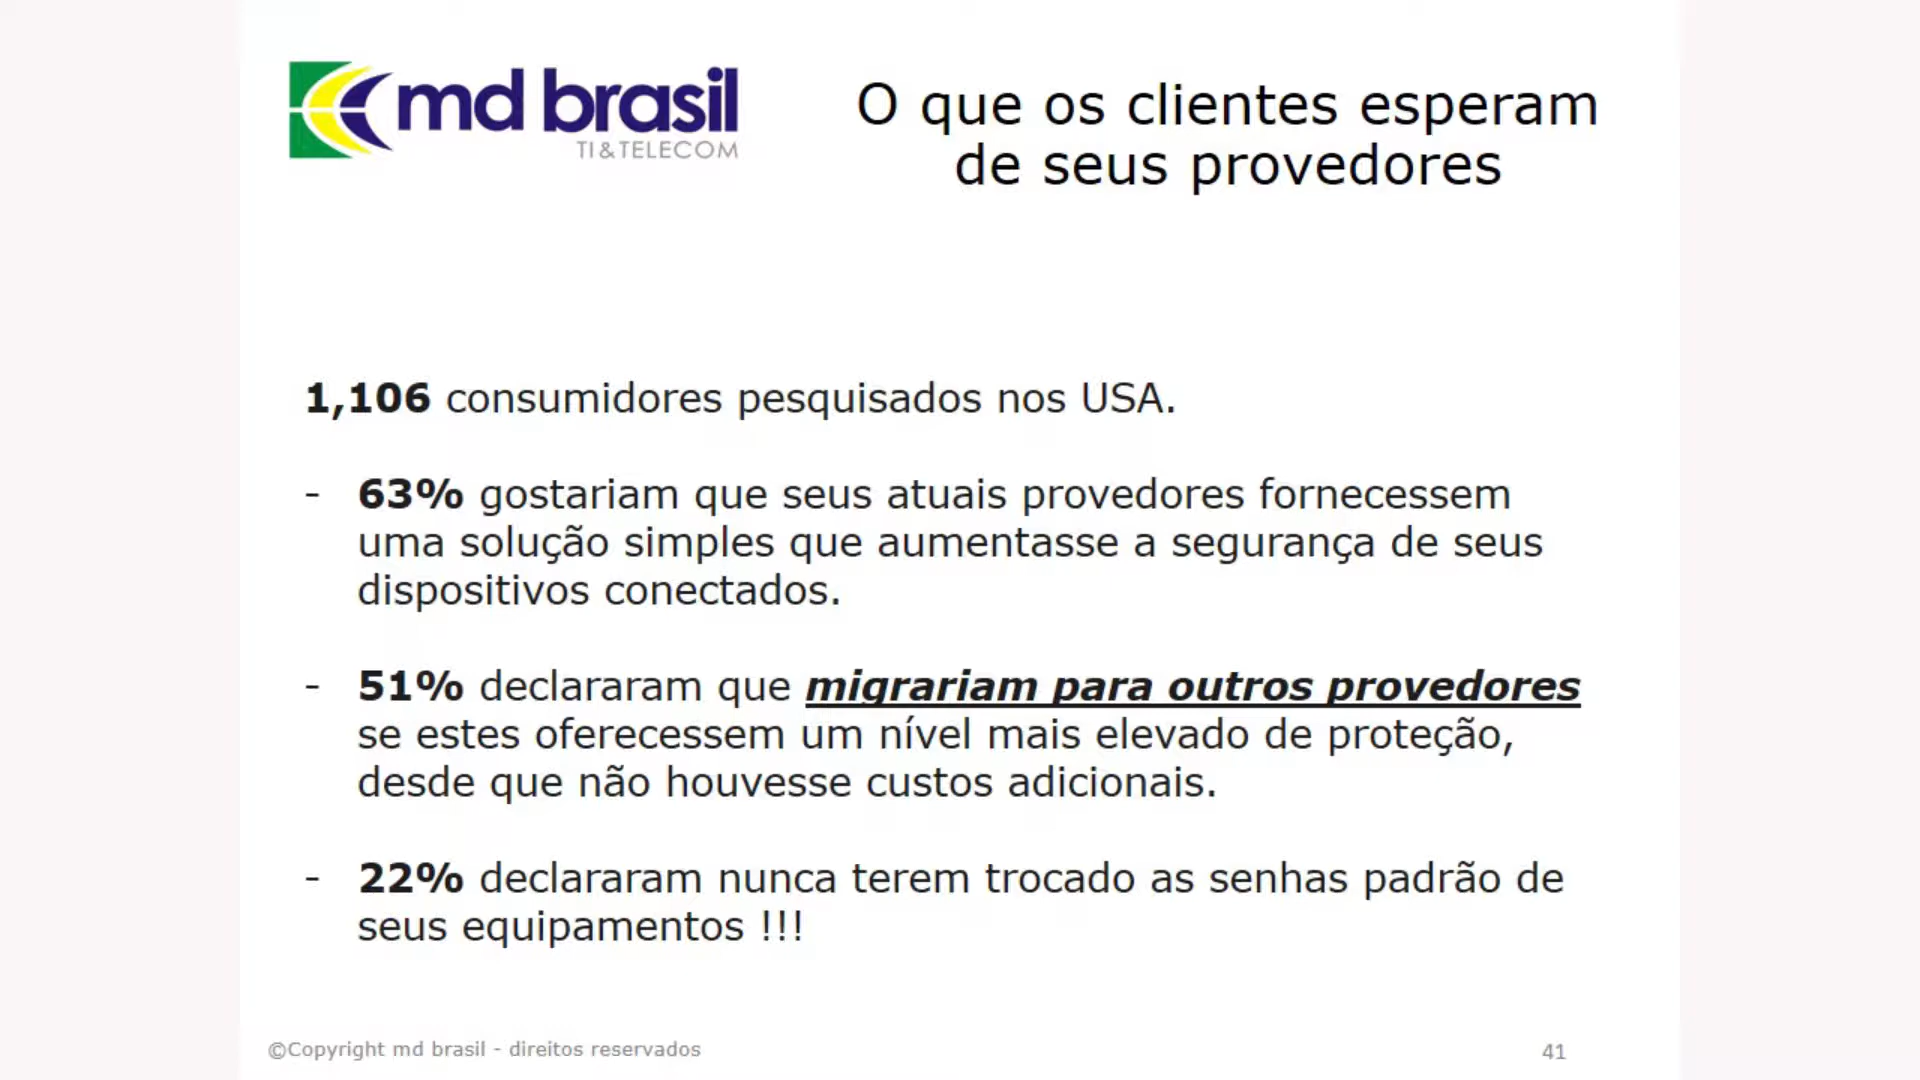 md brasil
TI & TELECOM
O que os clientes esperam
de seus provedores
1,106 consumidores pesquisados nos USA.
- 63% gostariam que seus atuais provedores fornecessem
uma solução simples que aumentasse a segurança de seus
dispositivos conectados.
- 51% declararam que migrariam para outros provedores
se estes oferecessem um nível mais elevado de proteção,
desde que não houvesse custos adicionais.
- 22% declararam nunca terem trocado as senhas padrão de
seus equipamentos !!!
©Copyright md brasil - direitos reservados
41